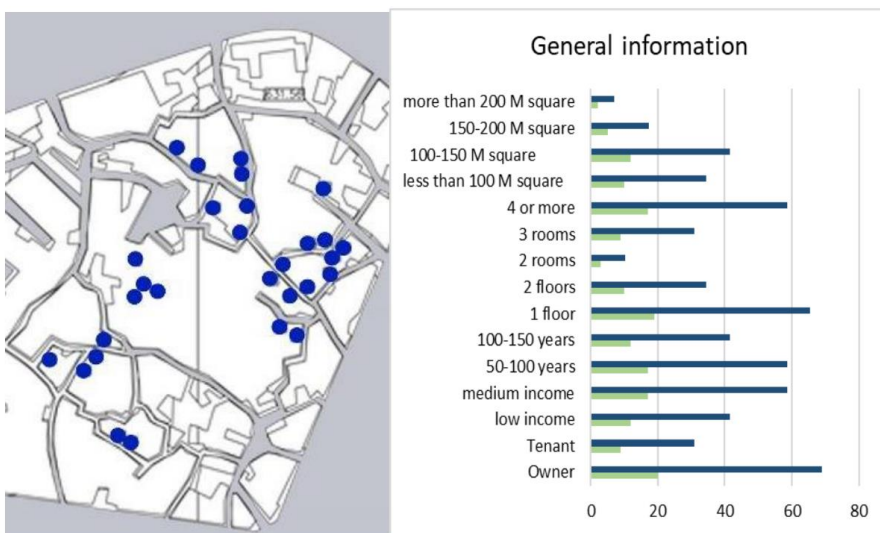 General information
more than 200 M square
150-200 M square
100-150 M square
less than 100 M square
4 or more
3 rooms
2 rooms
2 floors
1 floor
100-150 years
50-100 years
medium income
low income
Tenant
Owner
0 20 40 60 80